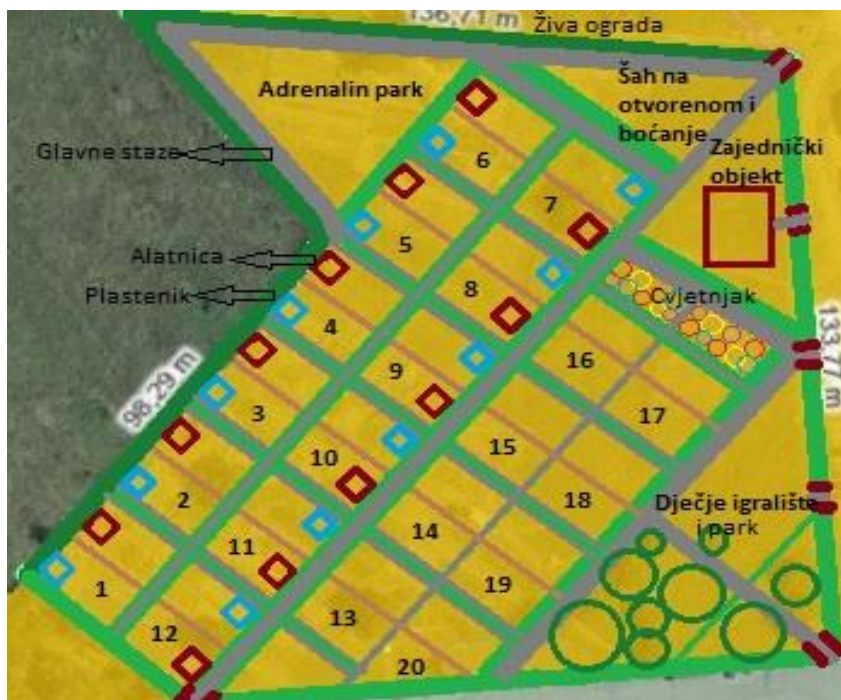 136,71 m
Živa ograda
Adrenalin park
Šah na
otvorenom i
boćanje
Zajednički
objekt
Glavne staze
Alatnica
Plastenik
Cvjetnjak
98,29 m
133,77 m
Dječje igralište
i park
6
7
5
8
4
16
9
3
17
10
15
2
18
11
14
1
19
12
13
20